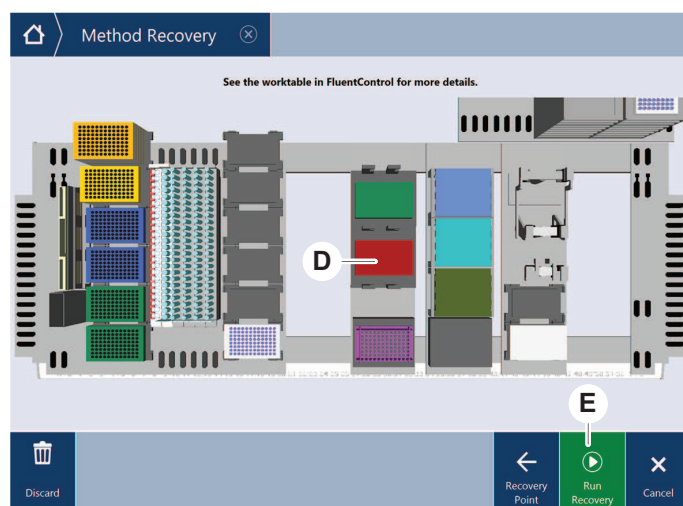 Method Recovery
See the worktable in FluentControl for more details.
D
E
Discard
Recovery
Point
Run
Recovery
Cancel